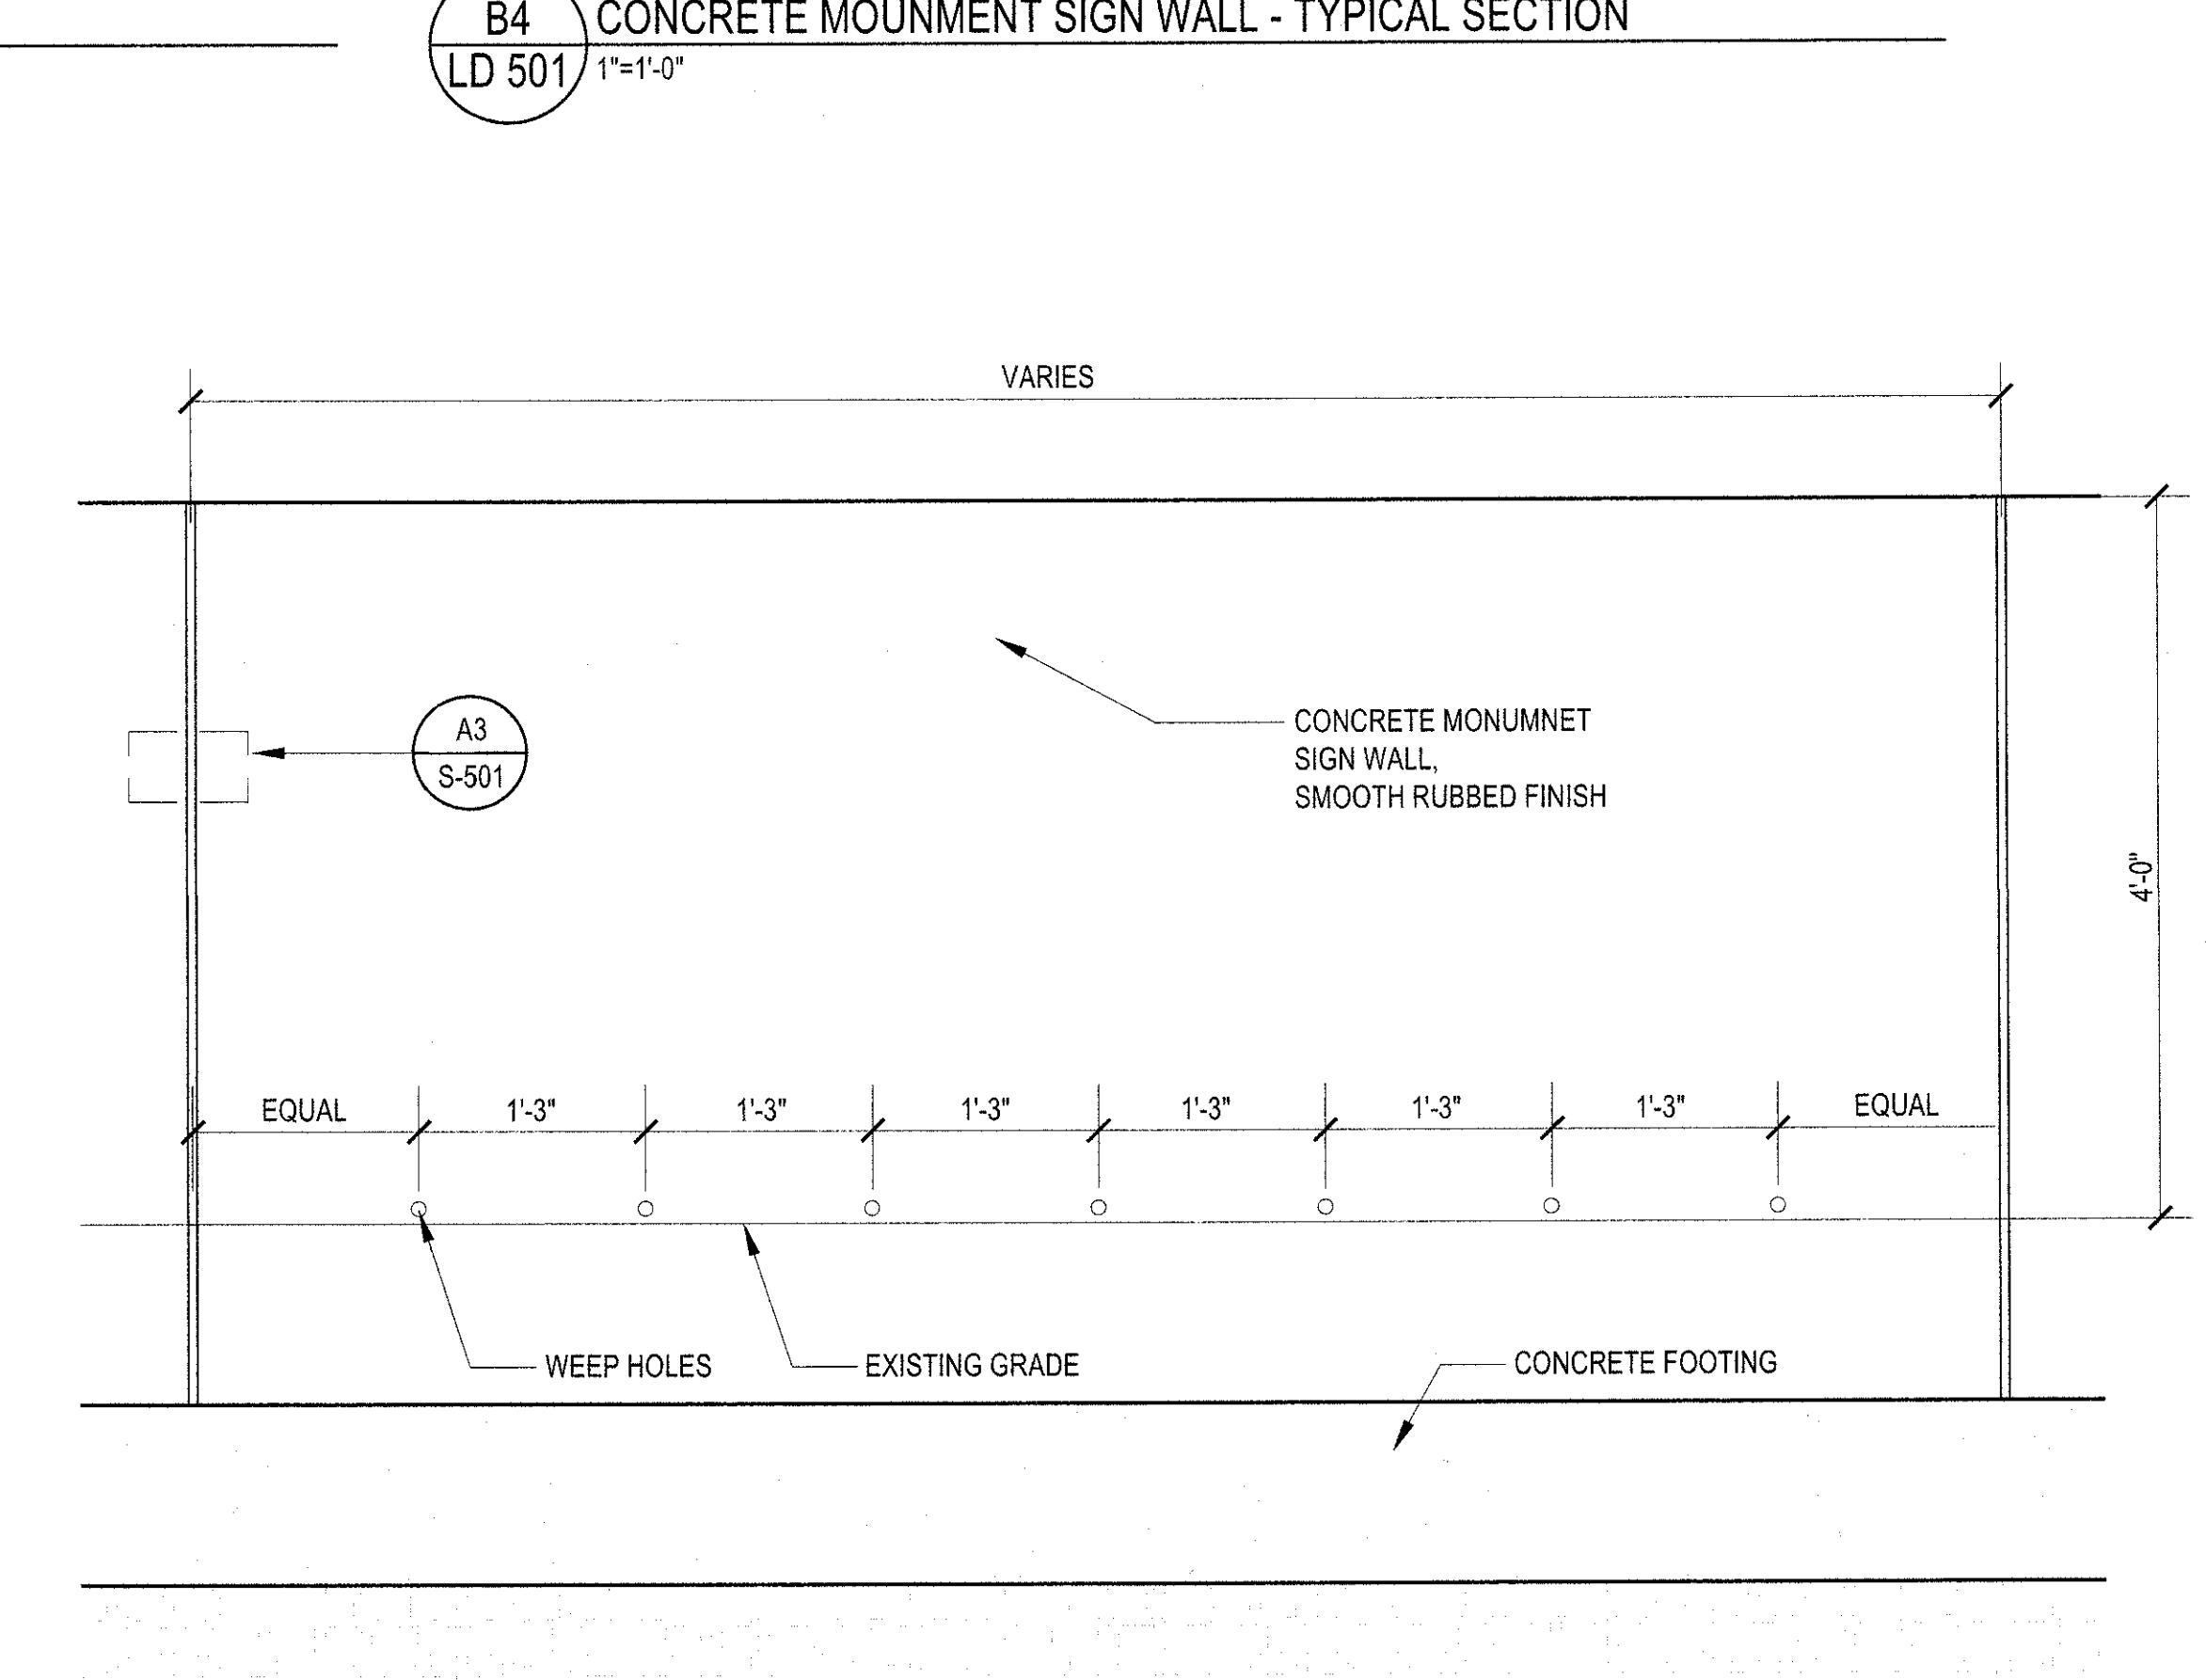 B4
CONCRETE MOUNMENT SIGN WALL - TYPICAL SECTION
LD 501
1"=1'-0"
VARIES
A3
S-501
CONCRETE MONUMNET
SIGN WALL,
SMOOTH RUBBED FINISH
4'-0"
EQUAL 1'-3" 1'-3" 1'-3" 1'-3" 1'-3" 1'-3" EQUAL
WEEP HOLES
EXISTING GRADE
CONCRETE FOOTING